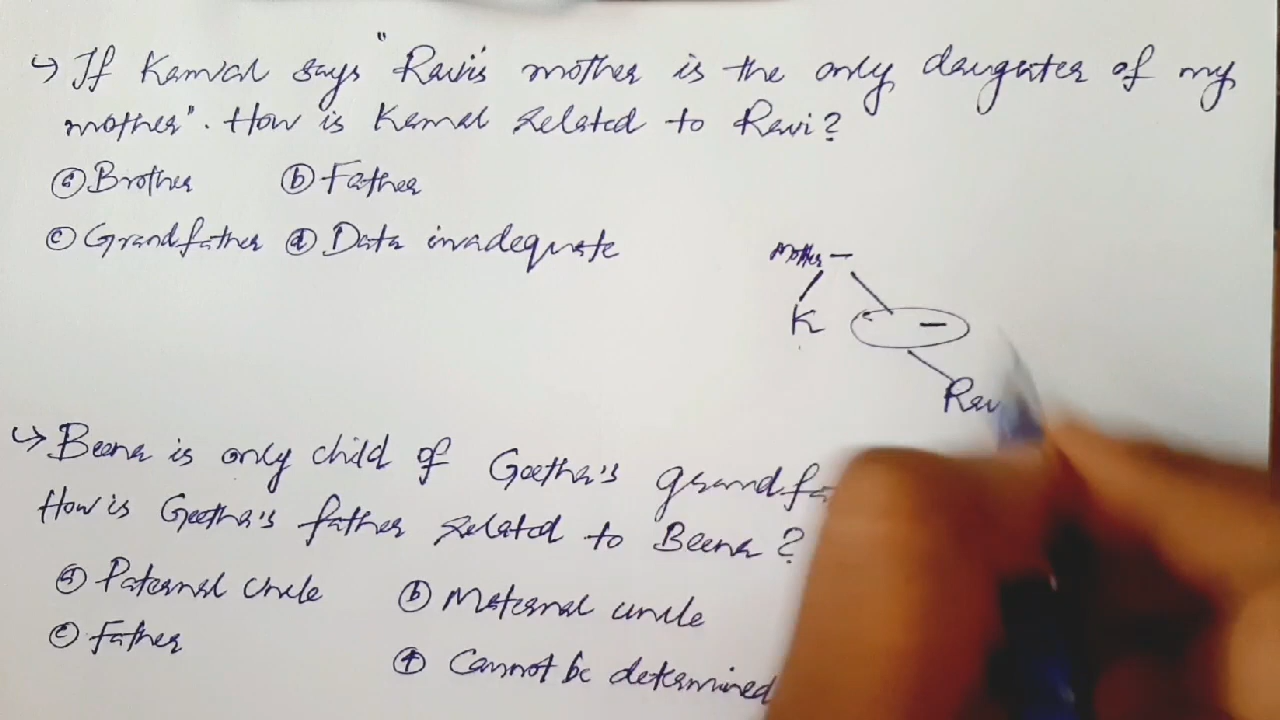 ↪ If Kamal says "Ravi's mother is the only daughter of my
mother". How is Kamal related to Ravi?
ⓐ Brother ⓑ Father
ⓒ Grandfather ⓓ Data inadequate
Mother —
K —
Rav
↪ Beena is only child of Geetha's grandfa
How is Geetha's father related to Beena?
ⓐ Paternal uncle ⓑ Maternal uncle
ⓒ Father ⓓ Cannot be determined